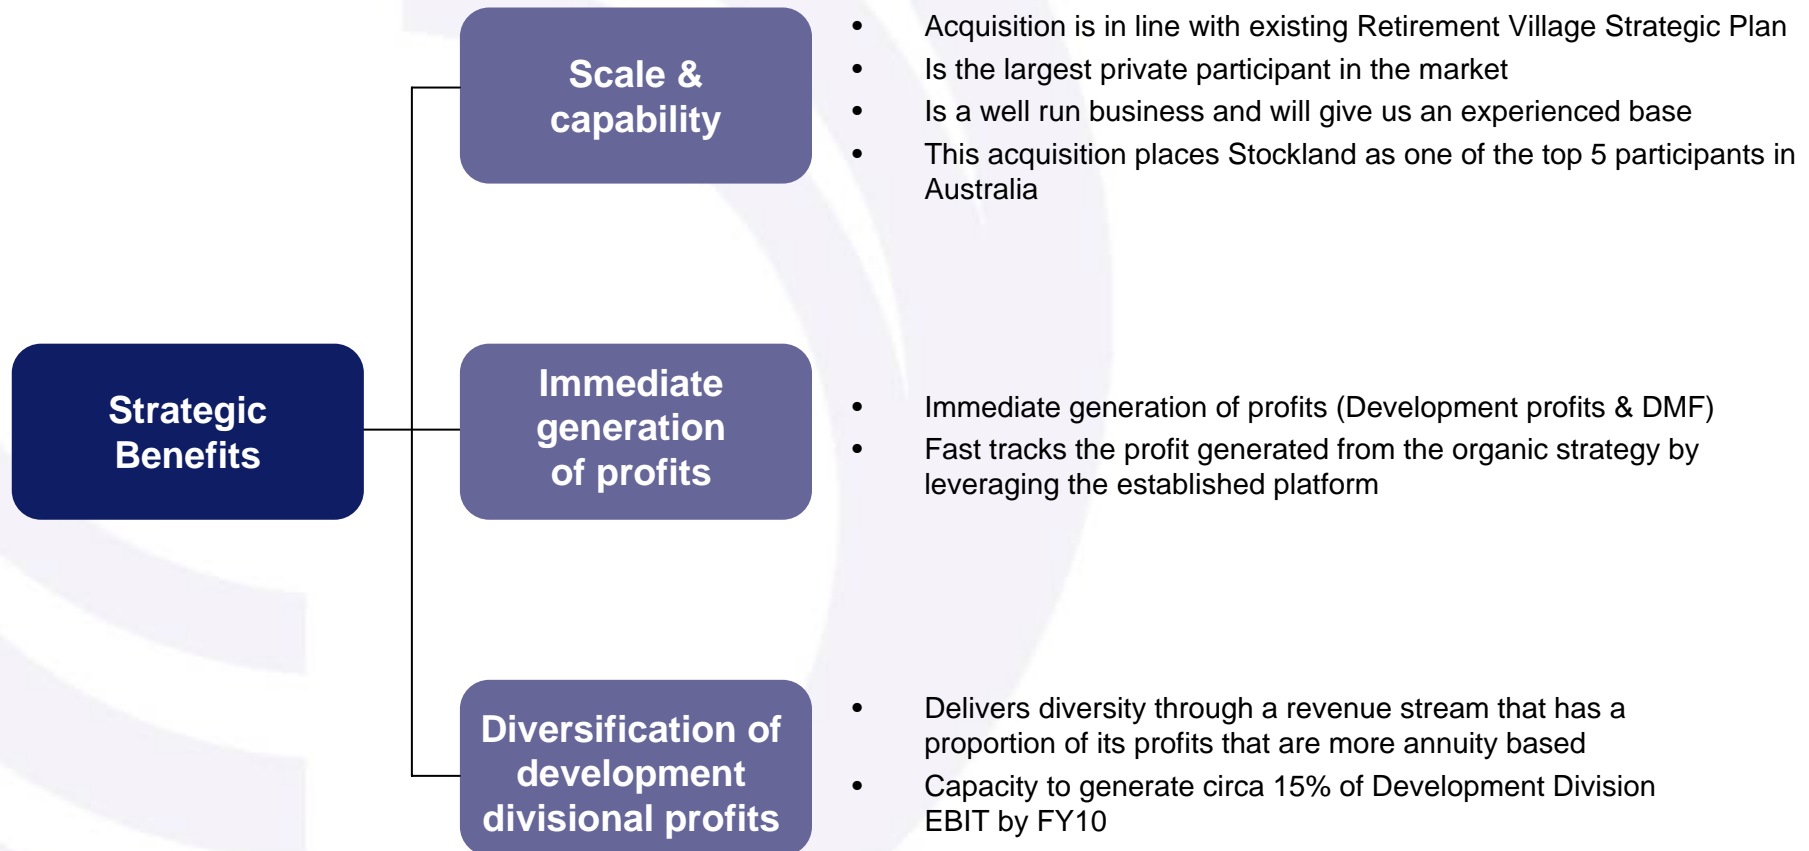 Strategic
Benefits
Scale &
capability
• Acquisition is in line with existing Retirement Village Strategic Plan
• Is the largest private participant in the market
• Is a well run business and will give us an experienced base
• This acquisition places Stockland as one of the top 5 participants in
Australia
Immediate
generation
of profits
• Immediate generation of profits (Development profits & DMF)
• Fast tracks the profit generated from the organic strategy by
leveraging the established platform
Diversification of
development
divisional profits
• Delivers diversity through a revenue stream that has a
proportion of its profits that are more annuity based
• Capacity to generate circa 15% of Development Division
EBIT by FY10